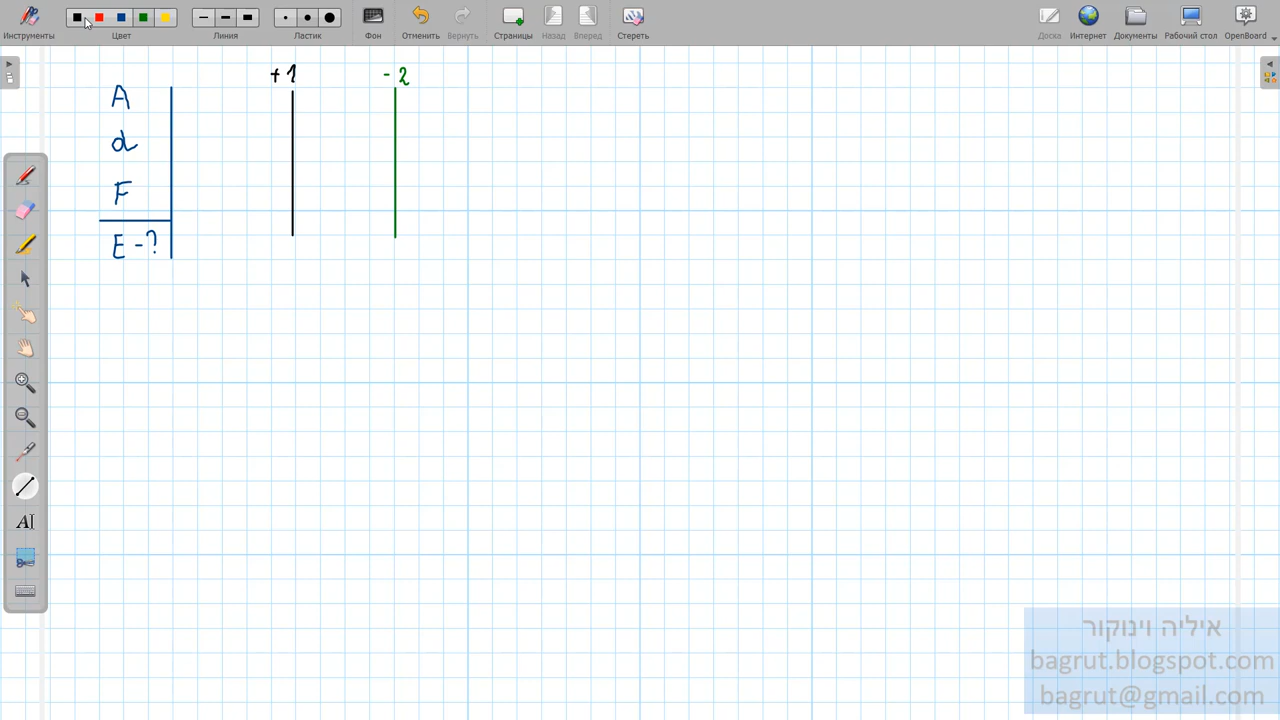 Инструменты
Цвет
Линия
Ластик
Фон
Отменить
Вернуть
Страницы
Назад
Вперед
Стереть
Доска
Интернет
Документы
Рабочий стол
OpenBoard
+1
-2
A
d
F
E-?
AI
איליה וינוקור
bagrut.blogspot.com
bagrut@gmail.com